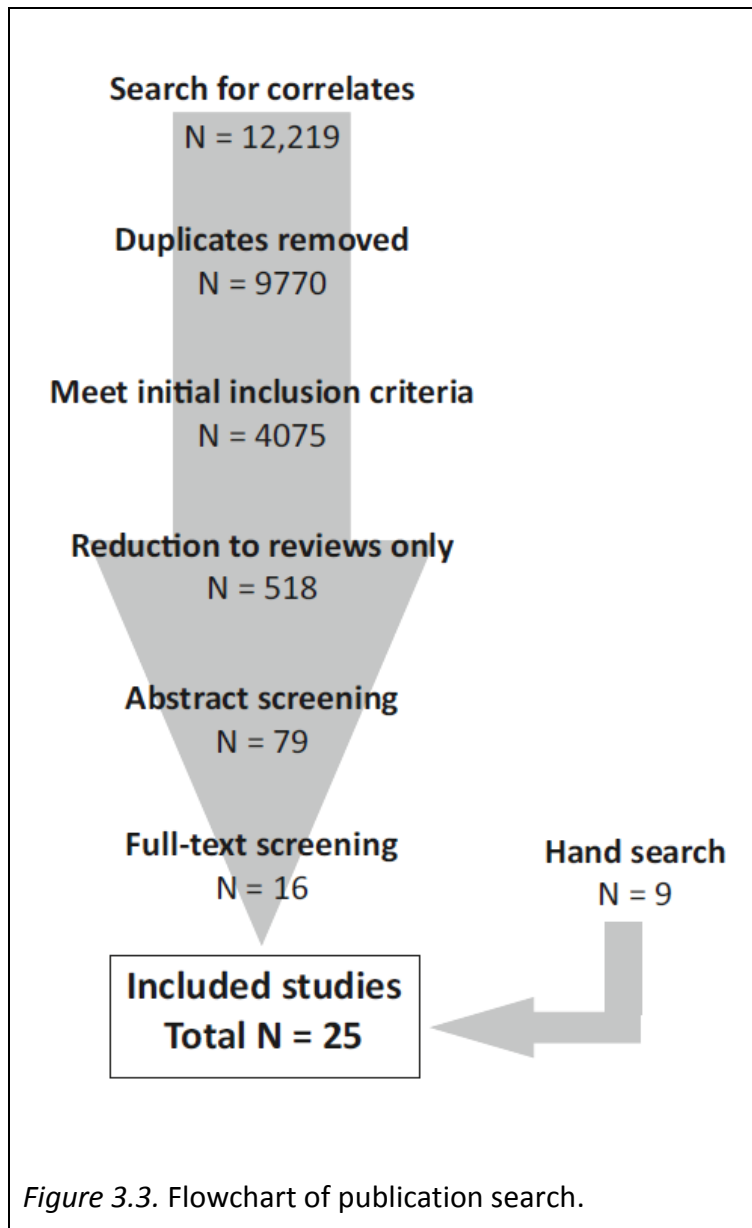 Search for correlates
N = 12,219
Duplicates removed
N = 9770
Meet initial inclusion criteria
N = 4075
Reduction to reviews only
N = 518
Abstract screening
N = 79
Full-text screening
N = 16
Hand search
N = 9
Included studies
Total N = 25
Figure 3.3. Flowchart of publication search.